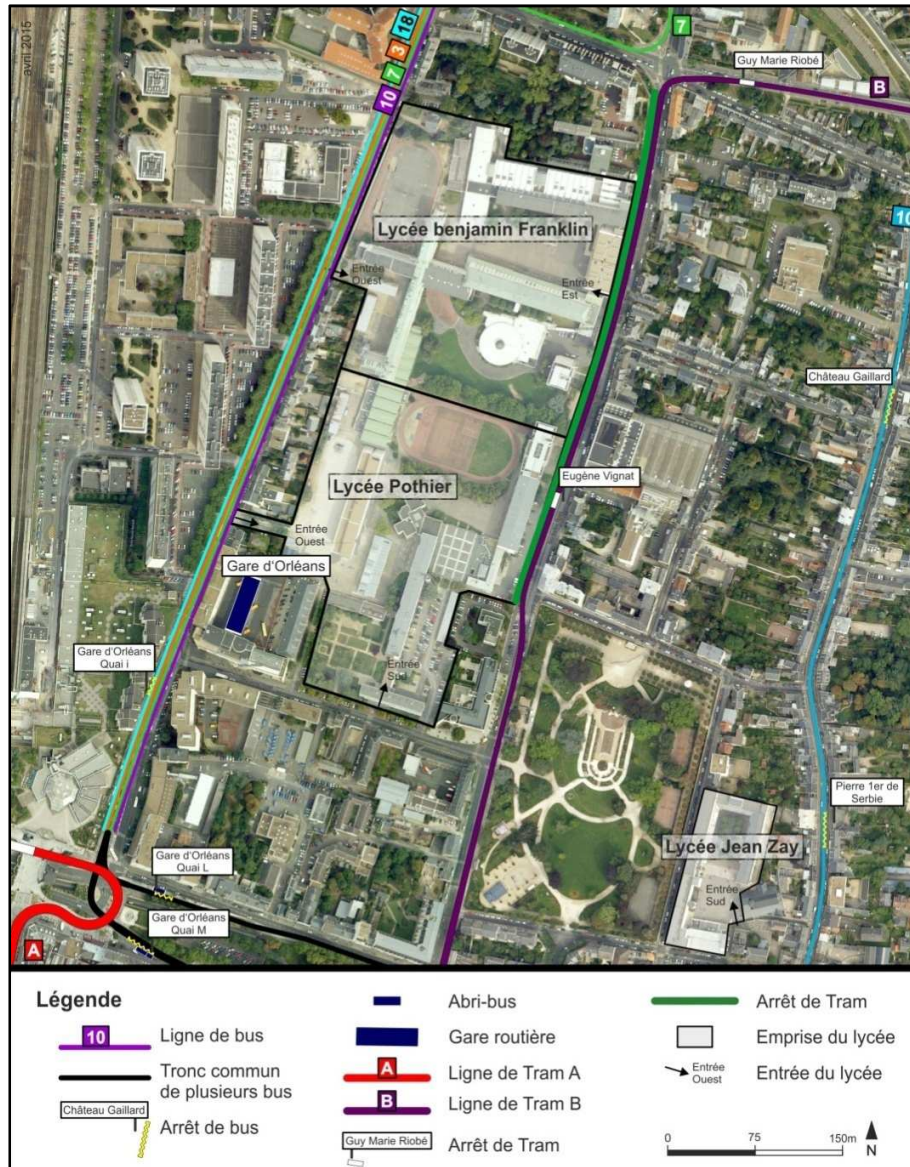 avril 2015
18
3
7
10
7
Guy Marie Riobé
B
10
Lycée benjamin Franklin
Entrée
Ouest
Entrée
Est
Château Gaillard
Lycée Pothier
Eugène Vignat
Entrée
Ouest
Gare d'Orléans
Gare d'Orléans
Quai i
Entrée
Sud
Pierre 1er de
Serbie
Lycée Jean Zay
Entrée
Sud
Gare d'Orléans
Quai L
Gare d'Orléans
Quai M
A
Légende
10
Ligne de bus
Tronc commun
de plusieurs bus
Château Gaillard
Arrêt de bus
Abri-bus
Gare routière
A
Ligne de Tram A
B
Ligne de Tram B
Guy Marie Riobé
Arrêt de Tram
Arrêt de Tram
Emprise du lycée
Entrée
Ouest
Entrée du lycée
0 75 150m
N